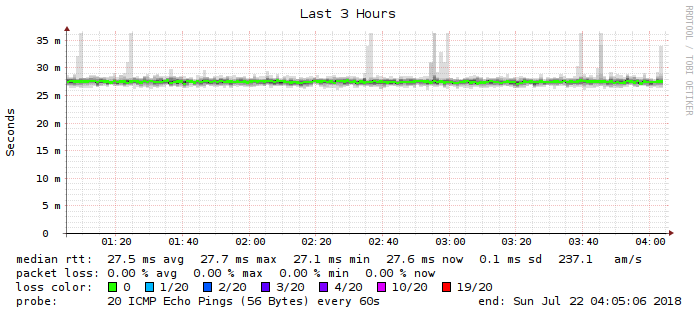 Last 3 Hours
RRDTOOL / TOBI OETIKER
Seconds
35 m
30 m
25 m
20 m
15 m
10 m
5 m
0
01:20 01:40 02:00 02:20 02:40 03:00 03:20 03:40 04:00
median rtt: 27.5 ms avg 27.7 ms max 27.1 ms min 27.6 ms now 0.1 ms sd 237.1 am/s
packet loss: 0.00 % avg 0.00 % max 0.00 % min 0.00 % now
loss color: 0 1/20 2/20 3/20 4/20 10/20 19/20
probe: 20 ICMP Echo Pings (56 Bytes) every 60s end: Sun Jul 22 04:05:06 2018